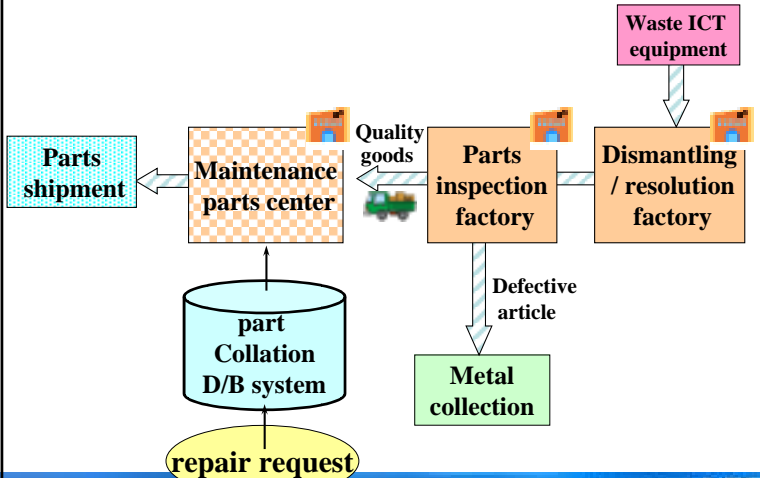 Waste ICT
equipment
Quality
goods
Parts
shipment
Maintenance
parts center
Parts
inspection
factory
Dismantling
/ resolution
factory
Defective
article
part
Collation
D/B system
Metal
collection
repair request